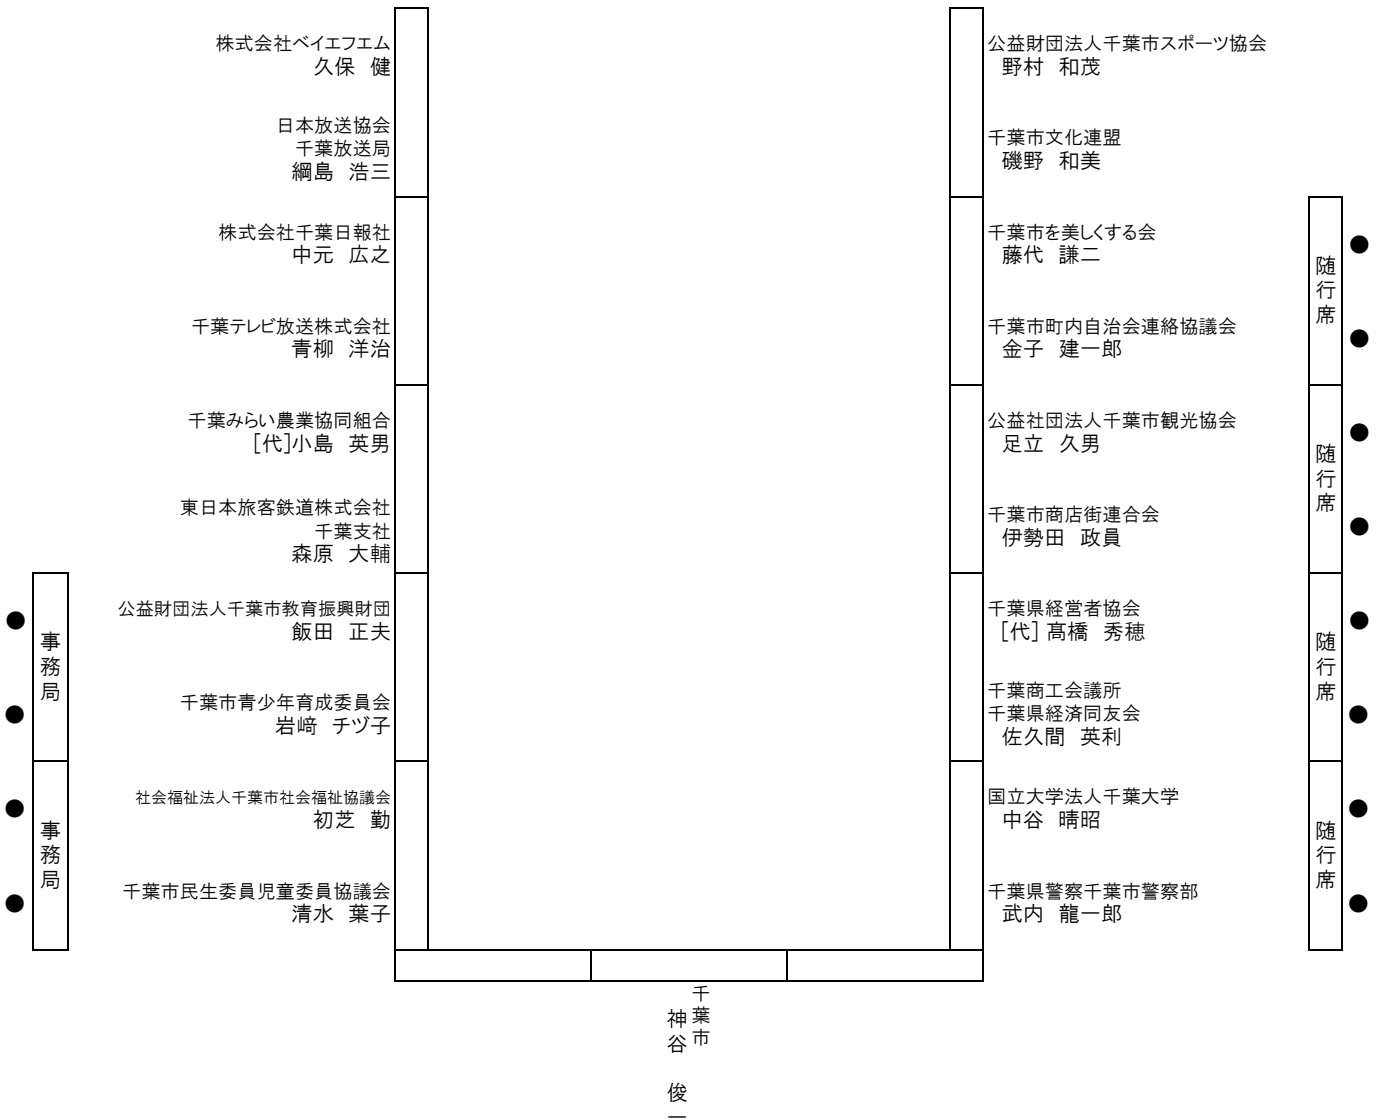 株式会社ベイエフエム
久保 健
日本放送協会
千葉放送局
綱島 浩三
株式会社千葉日報社
中元 広之
千葉テレビ放送株式会社
青柳 洋治
千葉みらい農業協同組合
[代]小島 英男
東日本旅客鉄道株式会社
千葉支社
森原 大輔
公益財団法人千葉市教育振興財団
飯田 正夫
千葉市青少年育成委員会
岩﨑 チヅ子
社会福祉法人千葉市社会福祉協議会
初芝 勤
千葉市民生委員児童委員協議会
清水 葉子
事務局
事務局
公益財団法人千葉市スポーツ協会
野村 和茂
千葉市文化連盟
磯野 和美
千葉市を美しくする会
藤代 謙二
千葉市町内自治会連絡協議会
金子 建一郎
公益社団法人千葉市観光協会
足立 久男
千葉市商店街連合会
伊勢田 政員
千葉県経営者協会
[代] 髙橋 秀穂
千葉商工会議所
千葉県経済同友会
佐久間 英利
国立大学法人千葉大学
中谷 晴昭
千葉県警察千葉市警察部
武内 龍一郎
随行席
随行席
随行席
随行席
千葉市
神谷 俊一